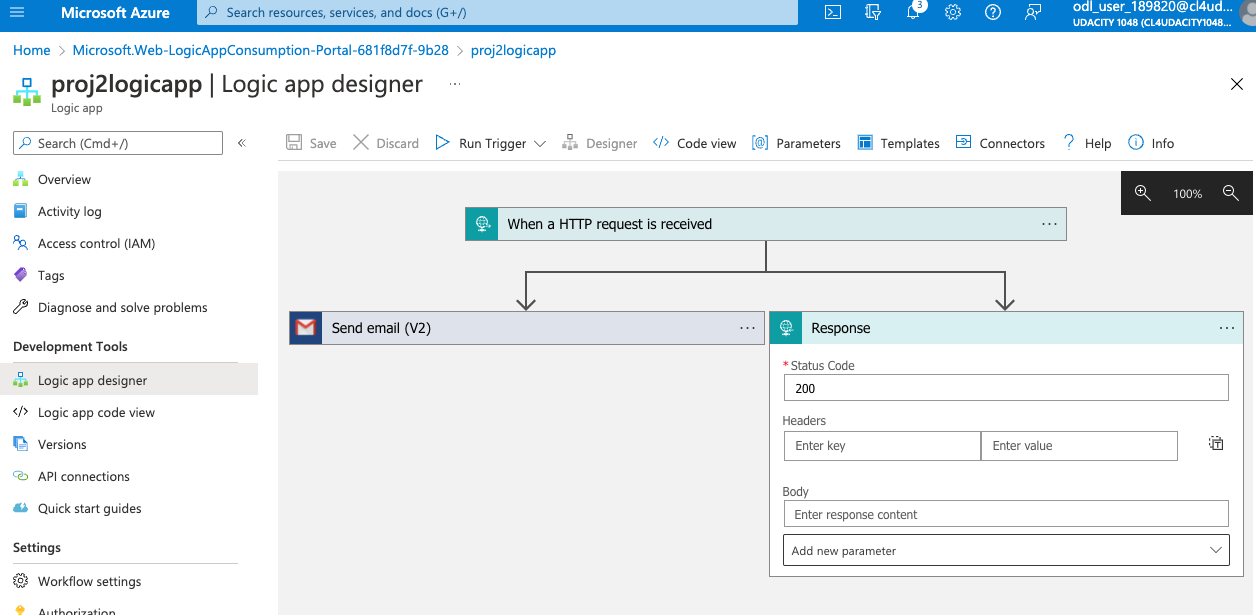 Microsoft Azure
Search resources, services, and docs (G+/)
3
odl_user_189820@cl4ud...
UDACITY 1048 (CL4UDACITY1048...
Home > Microsoft.Web-LogicAppConsumption-Portal-681f8d7f-9b28 > proj2logicapp
proj2logicapp | Logic app designer ...
Logic app
Search (Cmd+/)
«
Save
Discard
Run Trigger
Designer
Code view
Parameters
Templates
Connectors
Help
Info
Overview
Activity log
Access control (IAM)
Tags
Diagnose and solve problems
Development Tools
Logic app designer
Logic app code view
Versions
API connections
Quick start guides
Settings
Workflow settings
Authorization
100%
When a HTTP request is received
Send email (V2)
Response
* Status Code
200
Headers
Enter key
Enter value
Body
Enter response content
Add new parameter